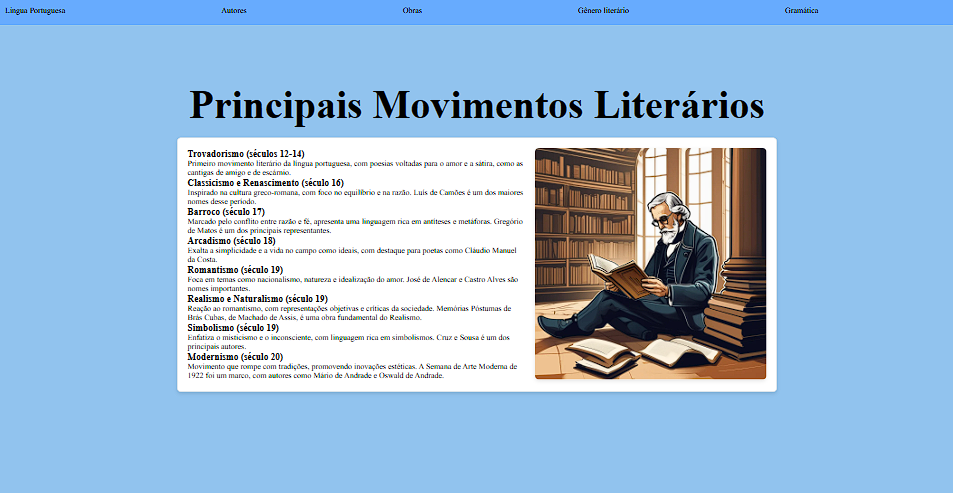 Língua Portuguesa
Autores
Obras
Gênero literário
Gramática
Principais Movimentos Literários
Trovadorismo (séculos 12-14)
Primeiro movimento literário da língua portuguesa, com poesias voltadas para o amor e a sátira, como as
cantigas de amigo e de escárnio.
Classicismo e Renascimento (século 16)
Inspirado na cultura greco-romana, com foco no equilíbrio e na razão. Luís de Camões é um dos maiores
nomes desse período.
Barroco (século 17)
Marcado pelo conflito entre razão e fé, apresenta uma linguagem rica em antíteses e metáforas. Gregório
de Matos é um dos principais representantes.
Arcadismo (século 18)
Exalta a simplicidade e a vida no campo como ideais, com destaque para poetas como Cláudio Manuel
da Costa.
Romantismo (século 19)
Foca em temas como nacionalismo, natureza e idealização do amor. José de Alencar e Castro Alves são
nomes importantes.
Realismo e Naturalismo (século 19)
Reação ao romantismo, com representações objetivas e críticas da sociedade. Memórias Póstumas de
Brás Cubas, de Machado de Assis, é uma obra fundamental do Realismo.
Simbolismo (século 19)
Enfatiza o misticismo e o inconsciente, com linguagem rica em simbolismos. Cruz e Sousa é um dos
principais autores.
Modernismo (século 20)
Movimento que rompe com tradições, promovendo inovações estéticas. A Semana de Arte Moderna de
1922 foi um marco, com autores como Mário de Andrade e Oswald de Andrade.